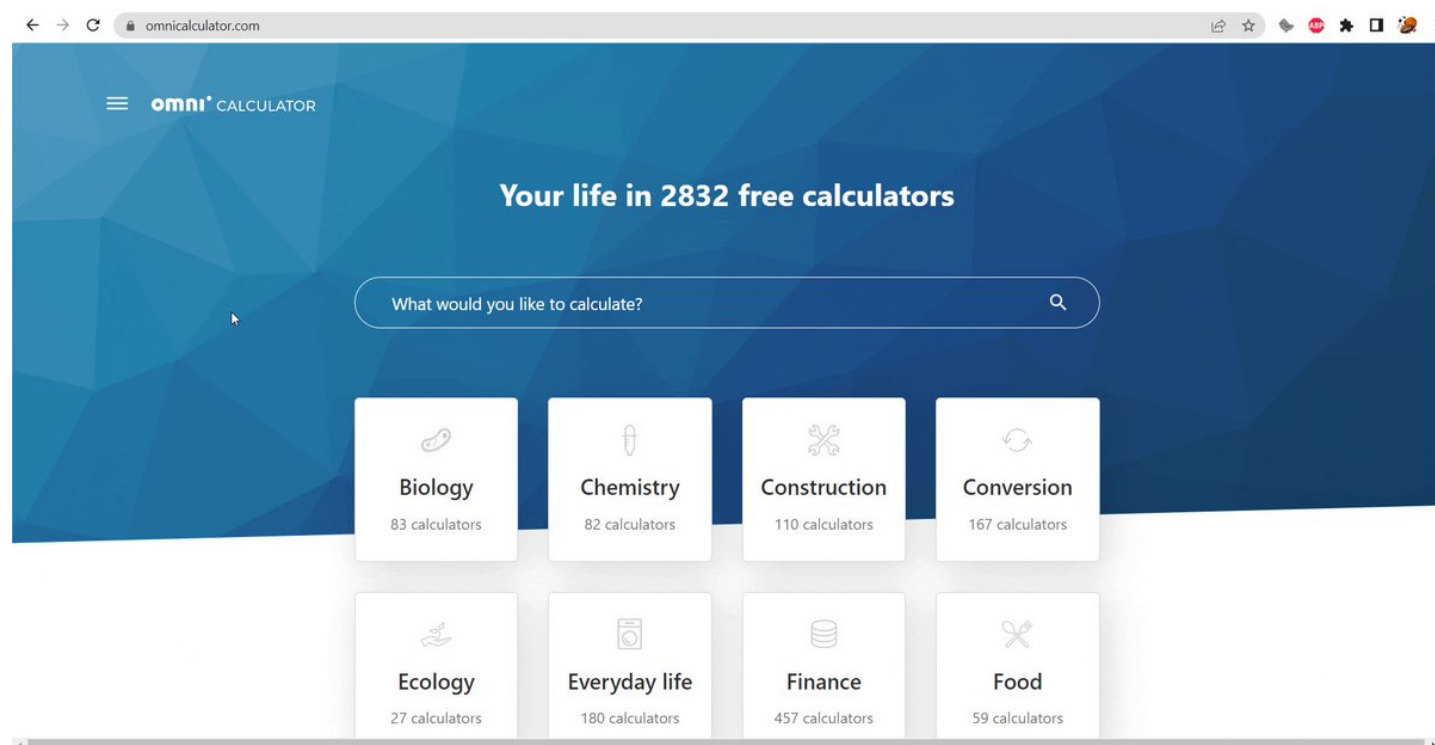 omnicalculator.com
ABP
omni CALCULATOR
Your life in 2832 free calculators
What would you like to calculate?
Biology
83 calculators
Chemistry
82 calculators
Construction
110 calculators
Conversion
167 calculators
Ecology
27 calculators
Everyday life
180 calculators
Finance
457 calculators
Food
59 calculators